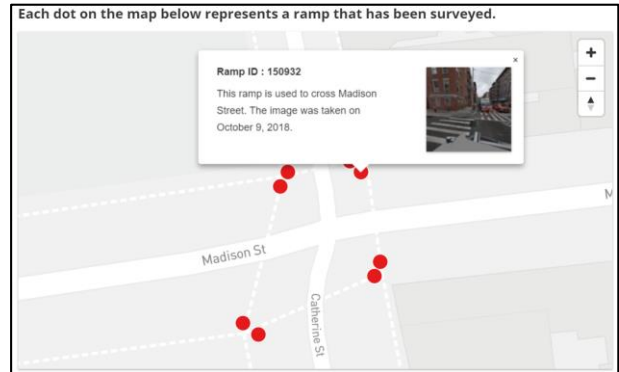 Each dot on the map below represents a ramp that has been surveyed.
Ramp ID : 150932
This ramp is used to cross Madison
Street. The image was taken on
October 9, 2018.
×
+
−
M
Madison St
Catherine St